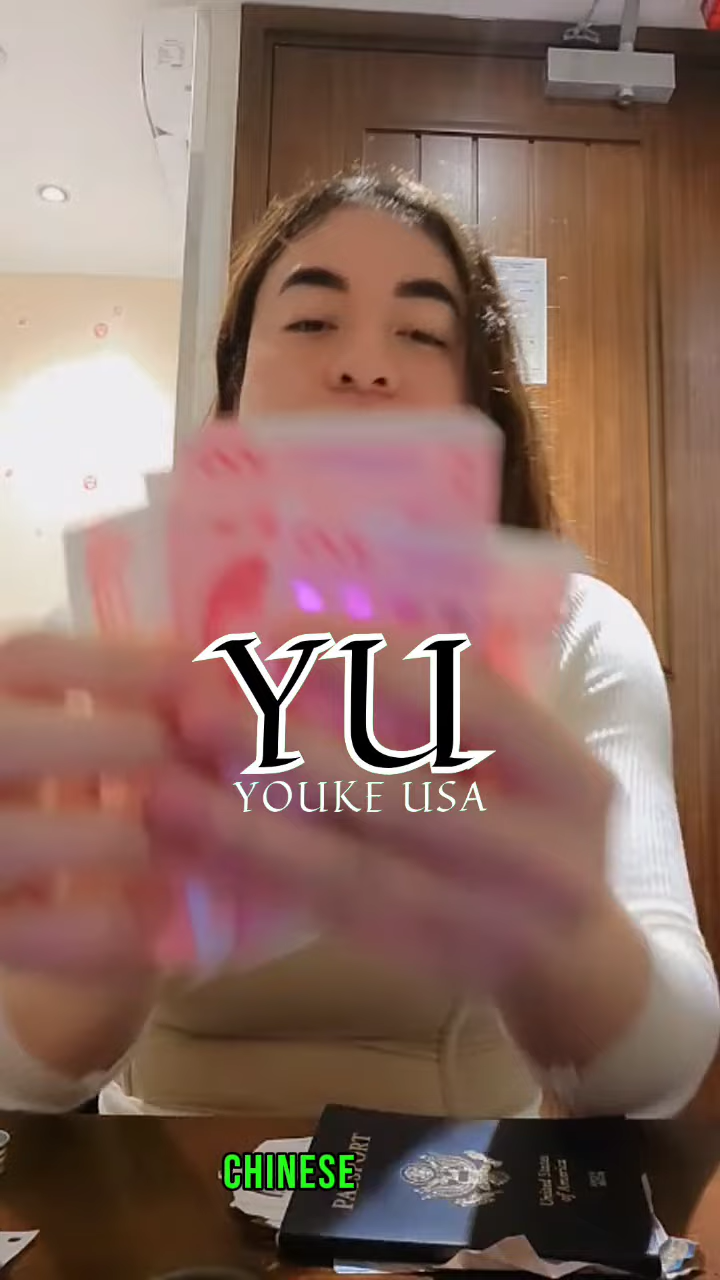 YU
YOUKE USA
CHINESE
PASSPORT
United States
of America